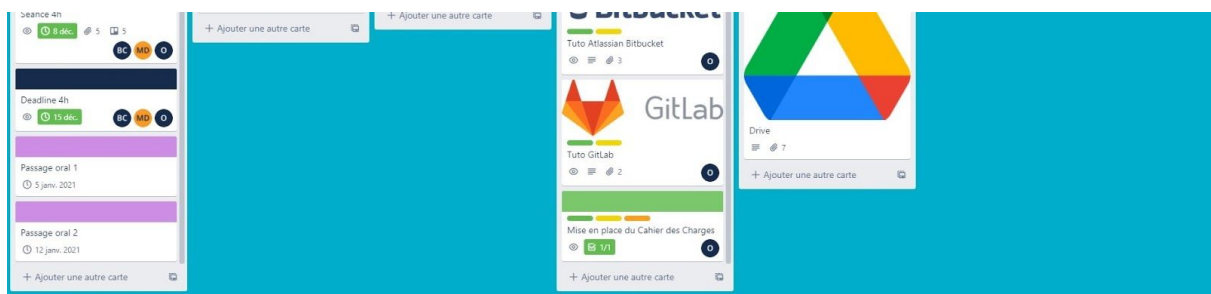 Séance 4h
8 déc.
5
5
BC
MD
O
Deadline 4h
15 déc.
BC
MD
O
Passage oral 1
5 janv. 2021
Passage oral 2
12 janv. 2021
+ Ajouter une autre carte
+ Ajouter une autre carte
+ Ajouter une autre carte
Bitbucket
Tuto Atlassian Bitbucket
3
O
GitLab
Tuto GitLab
2
O
Mise en place du Cahier des Charges
1/1
O
+ Ajouter une autre carte
Drive
7
+ Ajouter une autre carte